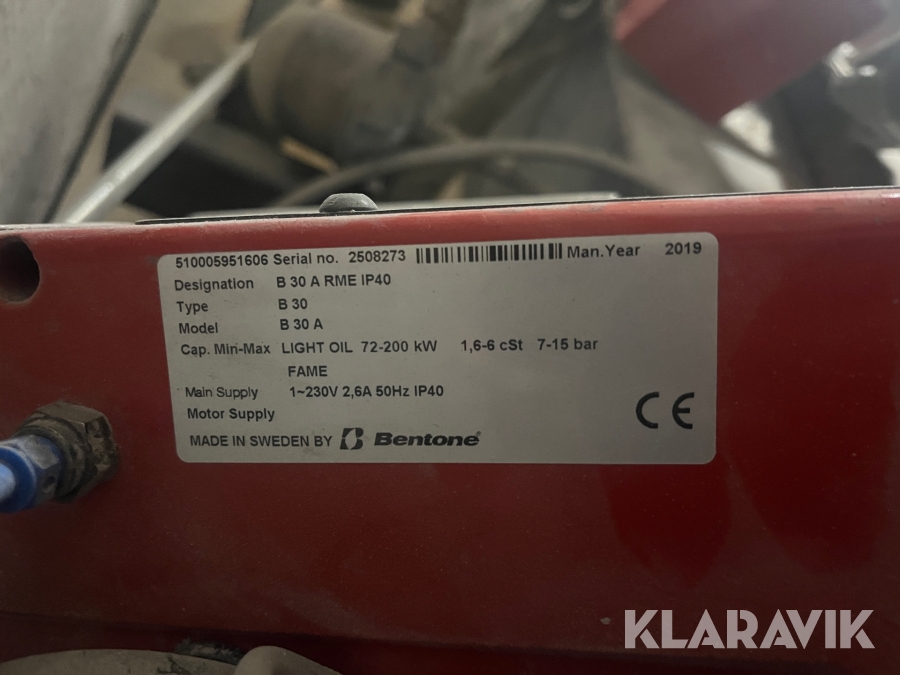 510005951606 Serial no. 2508273 Man.Year 2019
Designation B 30 A RME IP40
Type B 30
Model B 30 A
Cap. Min-Max LIGHT OIL 72-200 kW 1,6-6 cSt 7-15 bar
FAME
Main Supply 1~230V 2,6A 50Hz IP40
Motor Supply
CE
MADE IN SWEDEN BY Bentone®
KLARAVIK